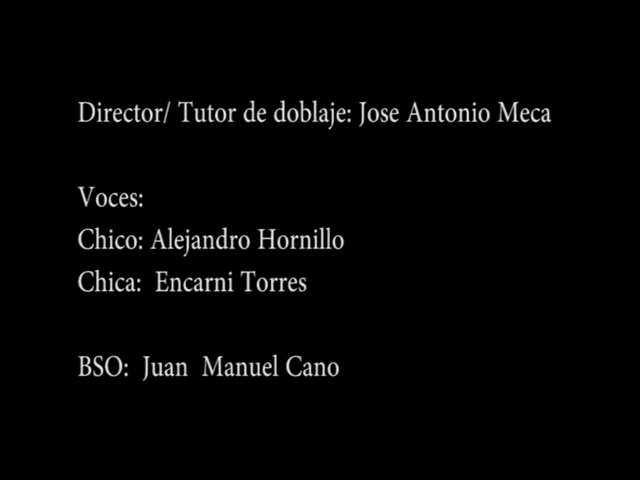 Director/ Tutor de doblaje: Jose Antonio Meca
Voces:
Chico: Alejandro Hornillo
Chica:  Encarni Torres
BSO:  Juan  Manuel Cano